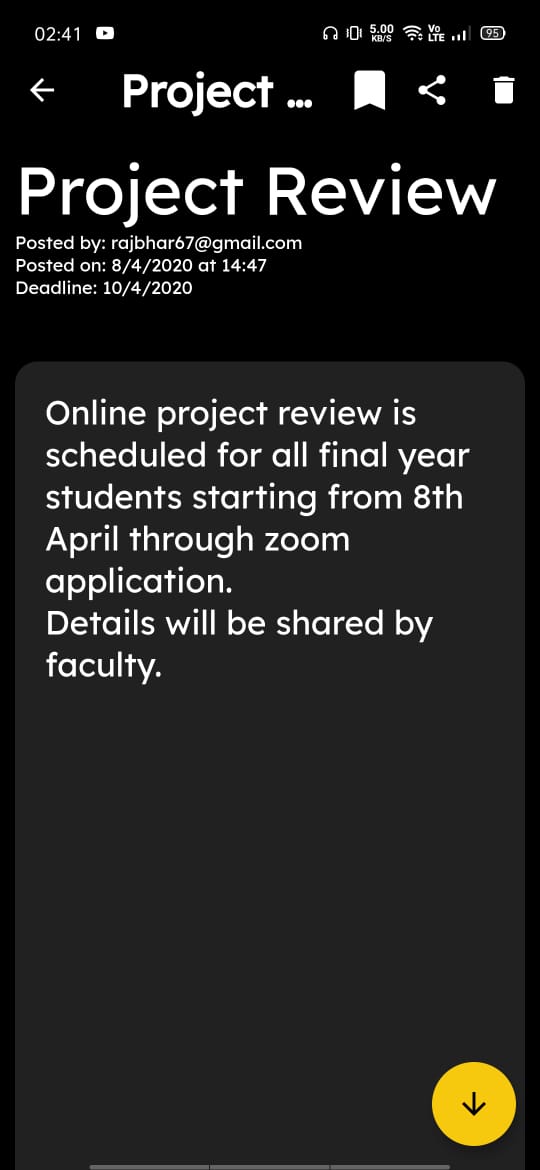 02:41
5.00
KB/S
Vo
LTE
95
Project ...
Project Review
Posted by: rajbhar67@gmail.com
Posted on: 8/4/2020 at 14:47
Deadline: 10/4/2020
Online project review is
scheduled for all final year
students starting from 8th
April through zoom
application.
Details will be shared by
faculty.